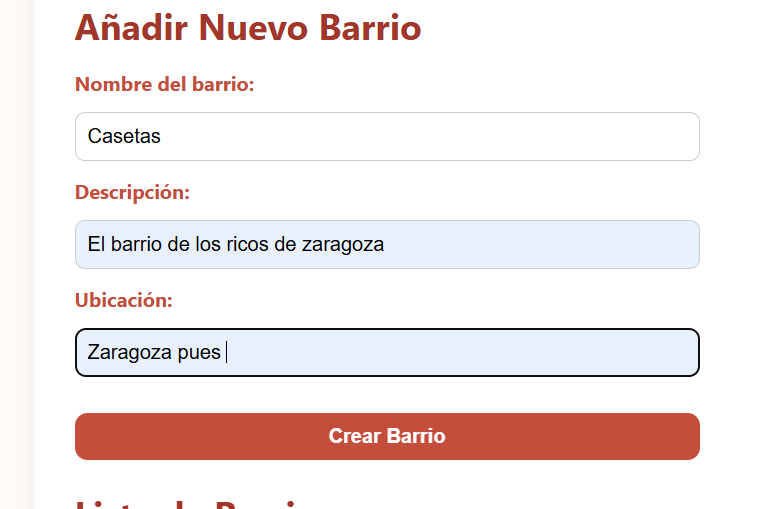 Añadir Nuevo Barrio
Nombre del barrio:
Casetas
Descripción:
El barrio de los ricos de zaragoza
Ubicación:
Zaragoza pues
Crear Barrio